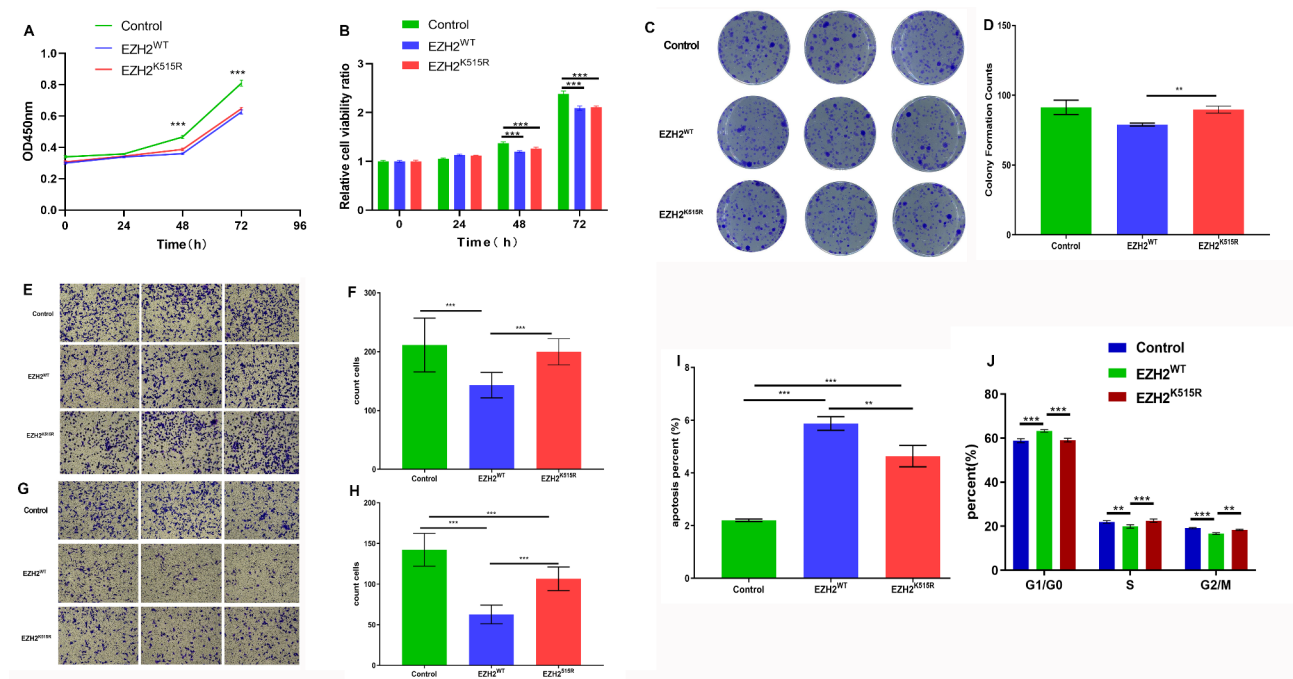 A
Control
EZH2WT
EZH2K515R
OD450nm
1.0
0.8
0.6
0.4
0.2
0.0
***
***
0
24
48
72
96
Time(h)
B
Control
EZH2WT
EZH2K515R
Relative cell viability ratio
3
2
1
0
***
***
***
***
0
24
48
72
Time( h)
C
Control
EZH2WT
EZH2K515R
D
Colony Formation Counts
150
100
50
0
**
Control
EZH2WT
EZH2K515R
E
Control
EZH2WT
EZH2K515R
F
count cells
300
200
100
0
***
***
Control
EZH2WT
EZH2K515R
G
Control
EZH2WT
EZH2K515R
H
count cells
200
150
100
50
0
***
***
***
Control
EZH2WT
EZH2515R
I
apotosis percent (%)
8
6
4
2
0
***
***
**
Control
EZH2WT
EZH2K515R
J
Control
EZH2WT
EZH2K515R
percent(%)
80
60
40
20
0
*** ***
** ***
*** **
G1/G0
S
G2/M